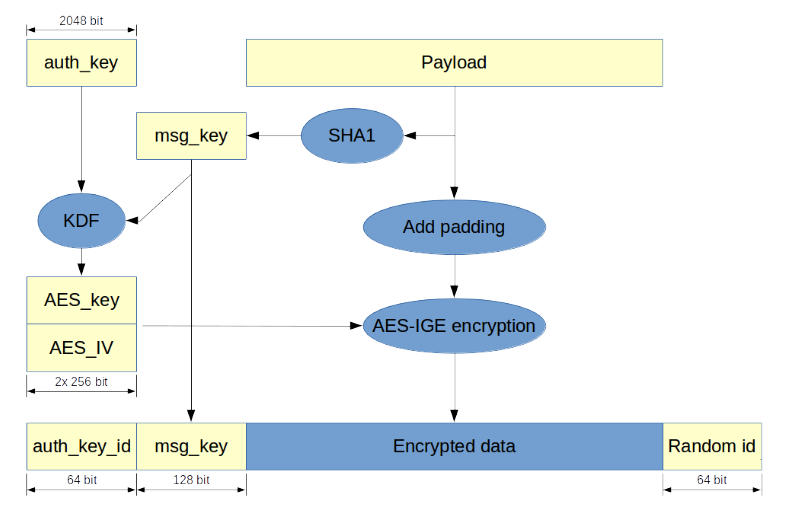 2048 bit
auth_key
Payload
msg_key
SHA1
KDF
Add padding
AES_key
AES-IGE encryption
AES_IV
2x 256 bit
auth_key_id
msg_key
Encrypted data
Random id
64 bit
128 bit
64 bit